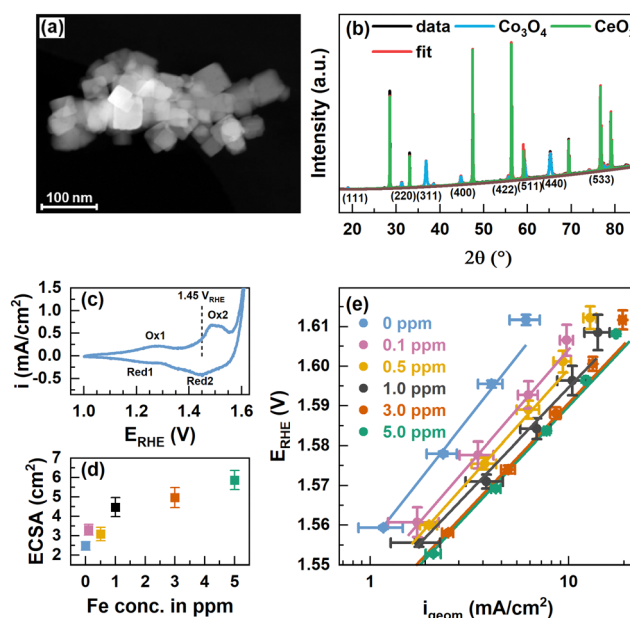 (a)
100 nm
(b)
data
Co₃O₄
CeO
fit
Intensity (a.u.)
(111)
(220)
(311)
(400)
(422)
(511)
(440)
(533)
20 30 40 50 60 70 80
2θ (°)
(c)
1.45 V_RHE
Ox1
Ox2
Red1
Red2
1.5
1.0
0.5
0.0
-0.5
i (mA/cm²)
1.0 1.2 1.4 1.6
E_RHE (V)
(d)
7
6
5
4
3
2
ECSA (cm²)
0 1 2 3 4 5
Fe conc. in ppm
(e)
0 ppm
0.1 ppm
0.5 ppm
1.0 ppm
3.0 ppm
5.0 ppm
1.61
1.60
1.59
1.58
1.57
1.56
1.55
E_RHE (V)
1 10
i_geom (mA/cm²)